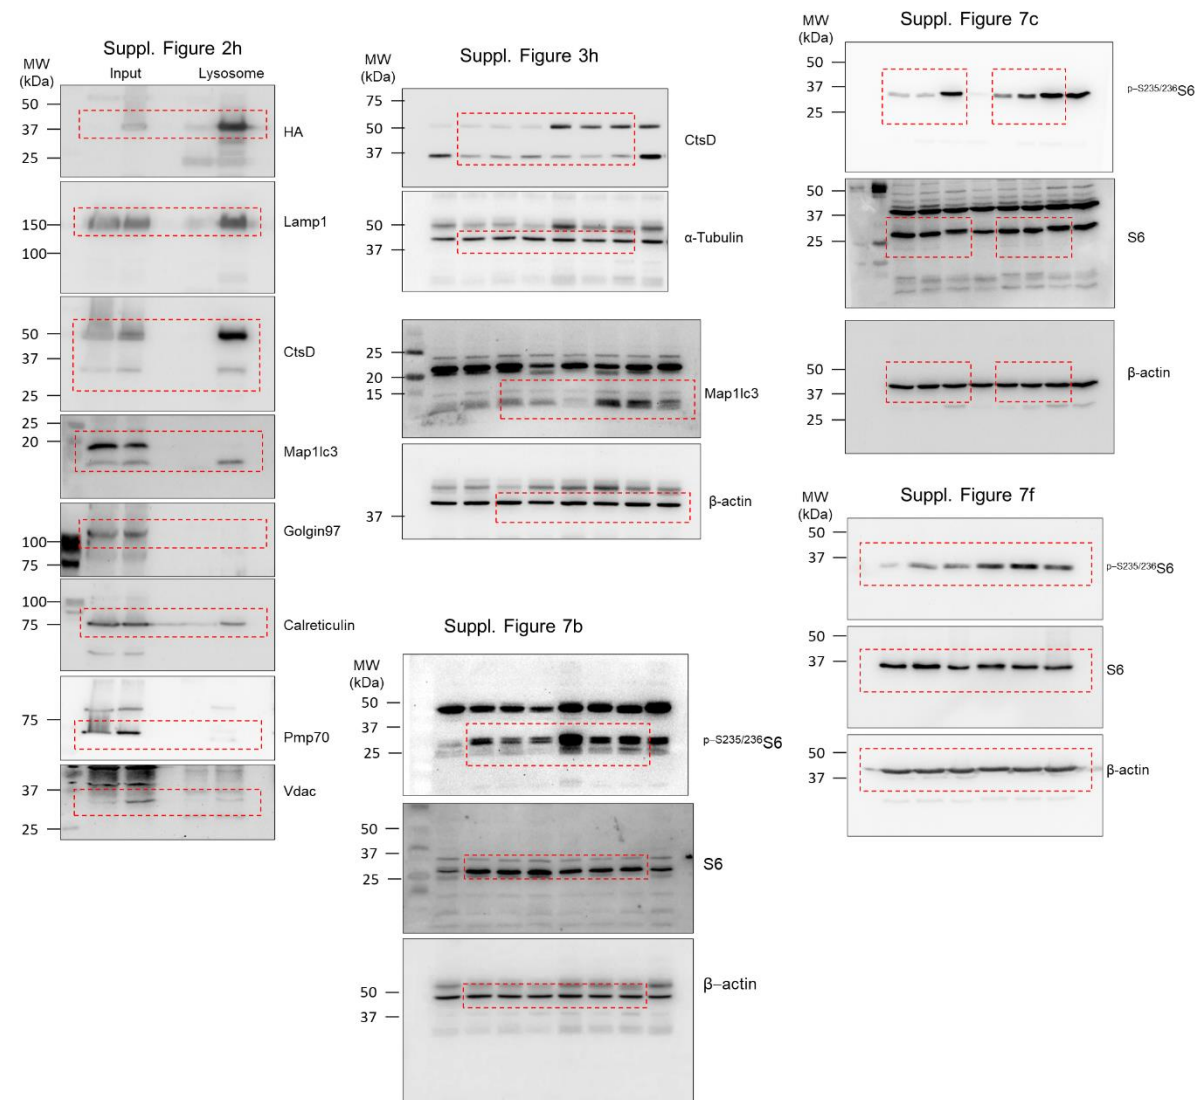 Suppl. Figure 2h
MW
(kDa)
Input Lysosome
50
37
25
HA
150
100
Lamp1
50
37
25
CtsD
25
20
Map1lc3
100
75
Golgin97
100
75
Calreticulin
75
Pmp70
37
25
Vdac
Suppl. Figure 3h
MW
(kDa)
75
50
37
CtsD
50
37
α-Tubulin
25
20
15
Map1lc3
37
β-actin
Suppl. Figure 7b
MW
(kDa)
50
37
25
p-S235/236S6
50
37
25
S6
50
37
β-actin
Suppl. Figure 7c
MW
(kDa)
50
37
25
p-S235/236S6
50
37
25
S6
50
37
25
β-actin
Suppl. Figure 7f
MW
(kDa)
50
37
p-S235/236S6
50
37
S6
50
37
β-actin